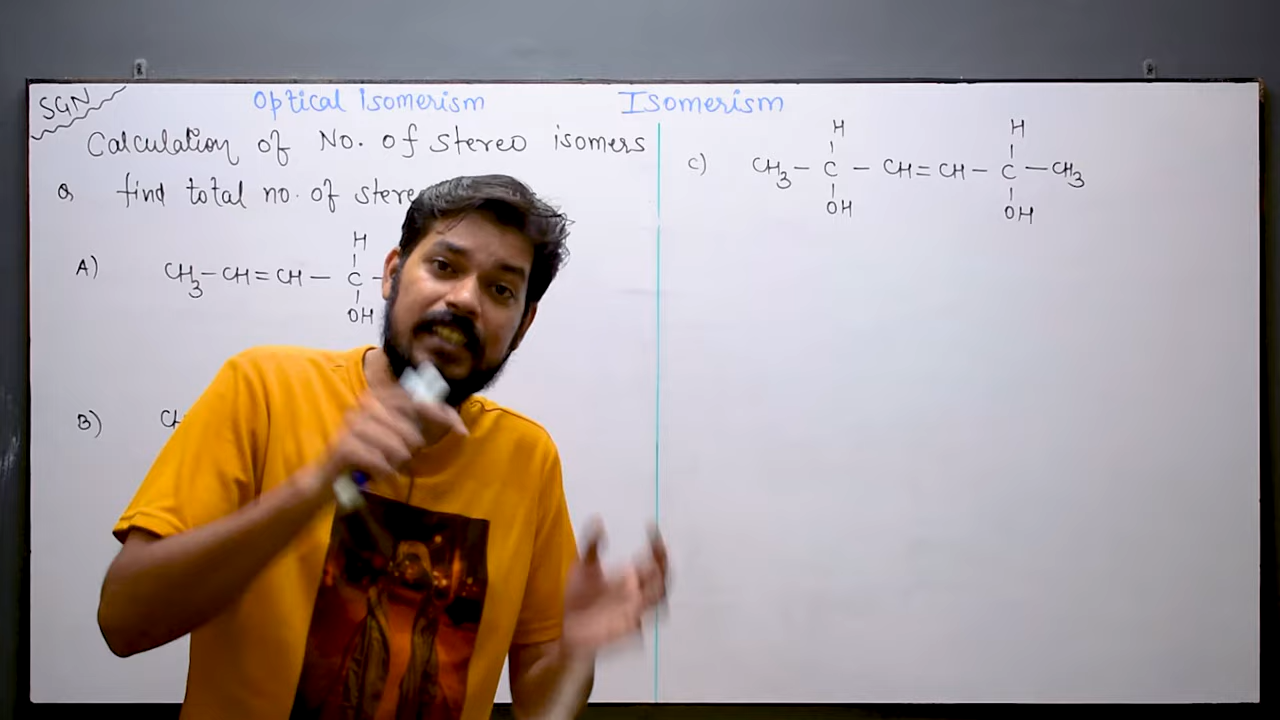 SGN
Optical Isomerism
Isomerism
Calculation of No. of stereo isomers
Q find total no. of
A)
H
CH3-CH=CH-C-
OH
B)
c)
H H
CH3-C-CH=CH-C-CH3
OH OH